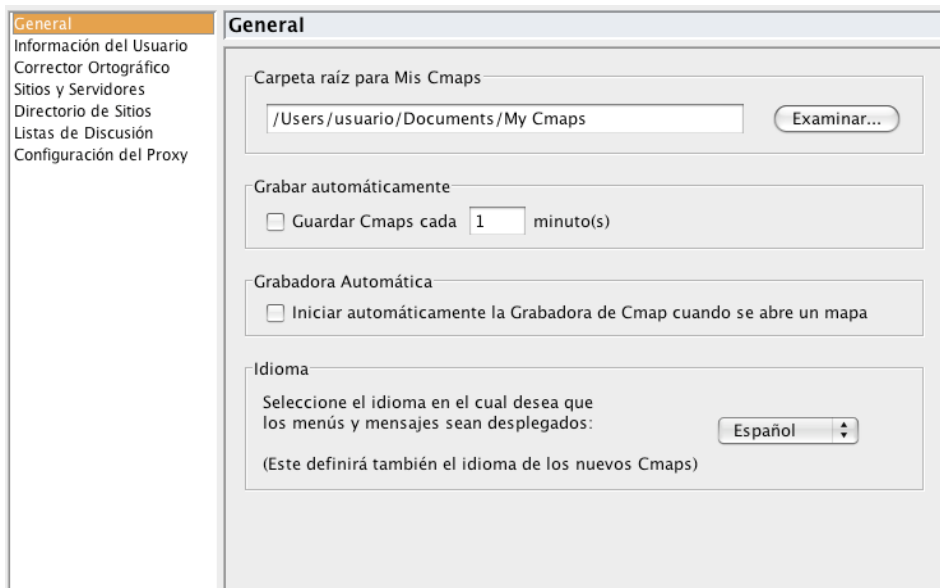 General
Información del Usuario
Corrector Ortográfico
Sitios y Servidores
Directorio de Sitios
Listas de Discusión
Configuración del Proxy
General
Carpeta raíz para Mis Cmaps
/Users/usuario/Documents/My Cmaps
Examinar...
Grabar automáticamente
Guardar Cmaps cada 1 minuto(s)
Grabadora Automática
Iniciar automáticamente la Grabadora de Cmap cuando se abre un mapa
Idioma
Seleccione el idioma en el cual desea que
los menús y mensajes sean desplegados:
Español
(Este definirá también el idioma de los nuevos Cmaps)